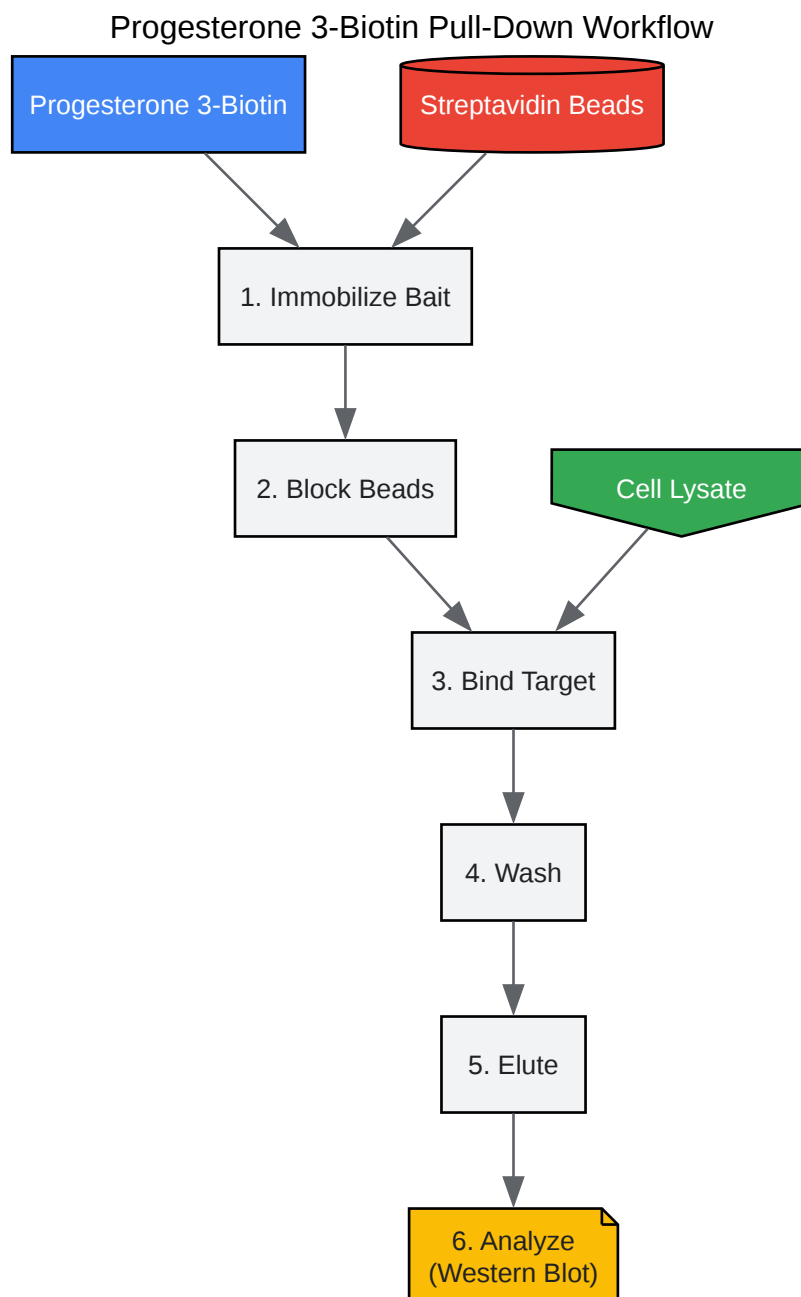 Progesterone 3-Biotin Pull-Down Workflow
Progesterone 3-Biotin
Streptavidin Beads
1. Immobilize Bait
2. Block Beads
Cell Lysate
3. Bind Target
4. Wash
5. Elute
6. Analyze
(Western Blot)